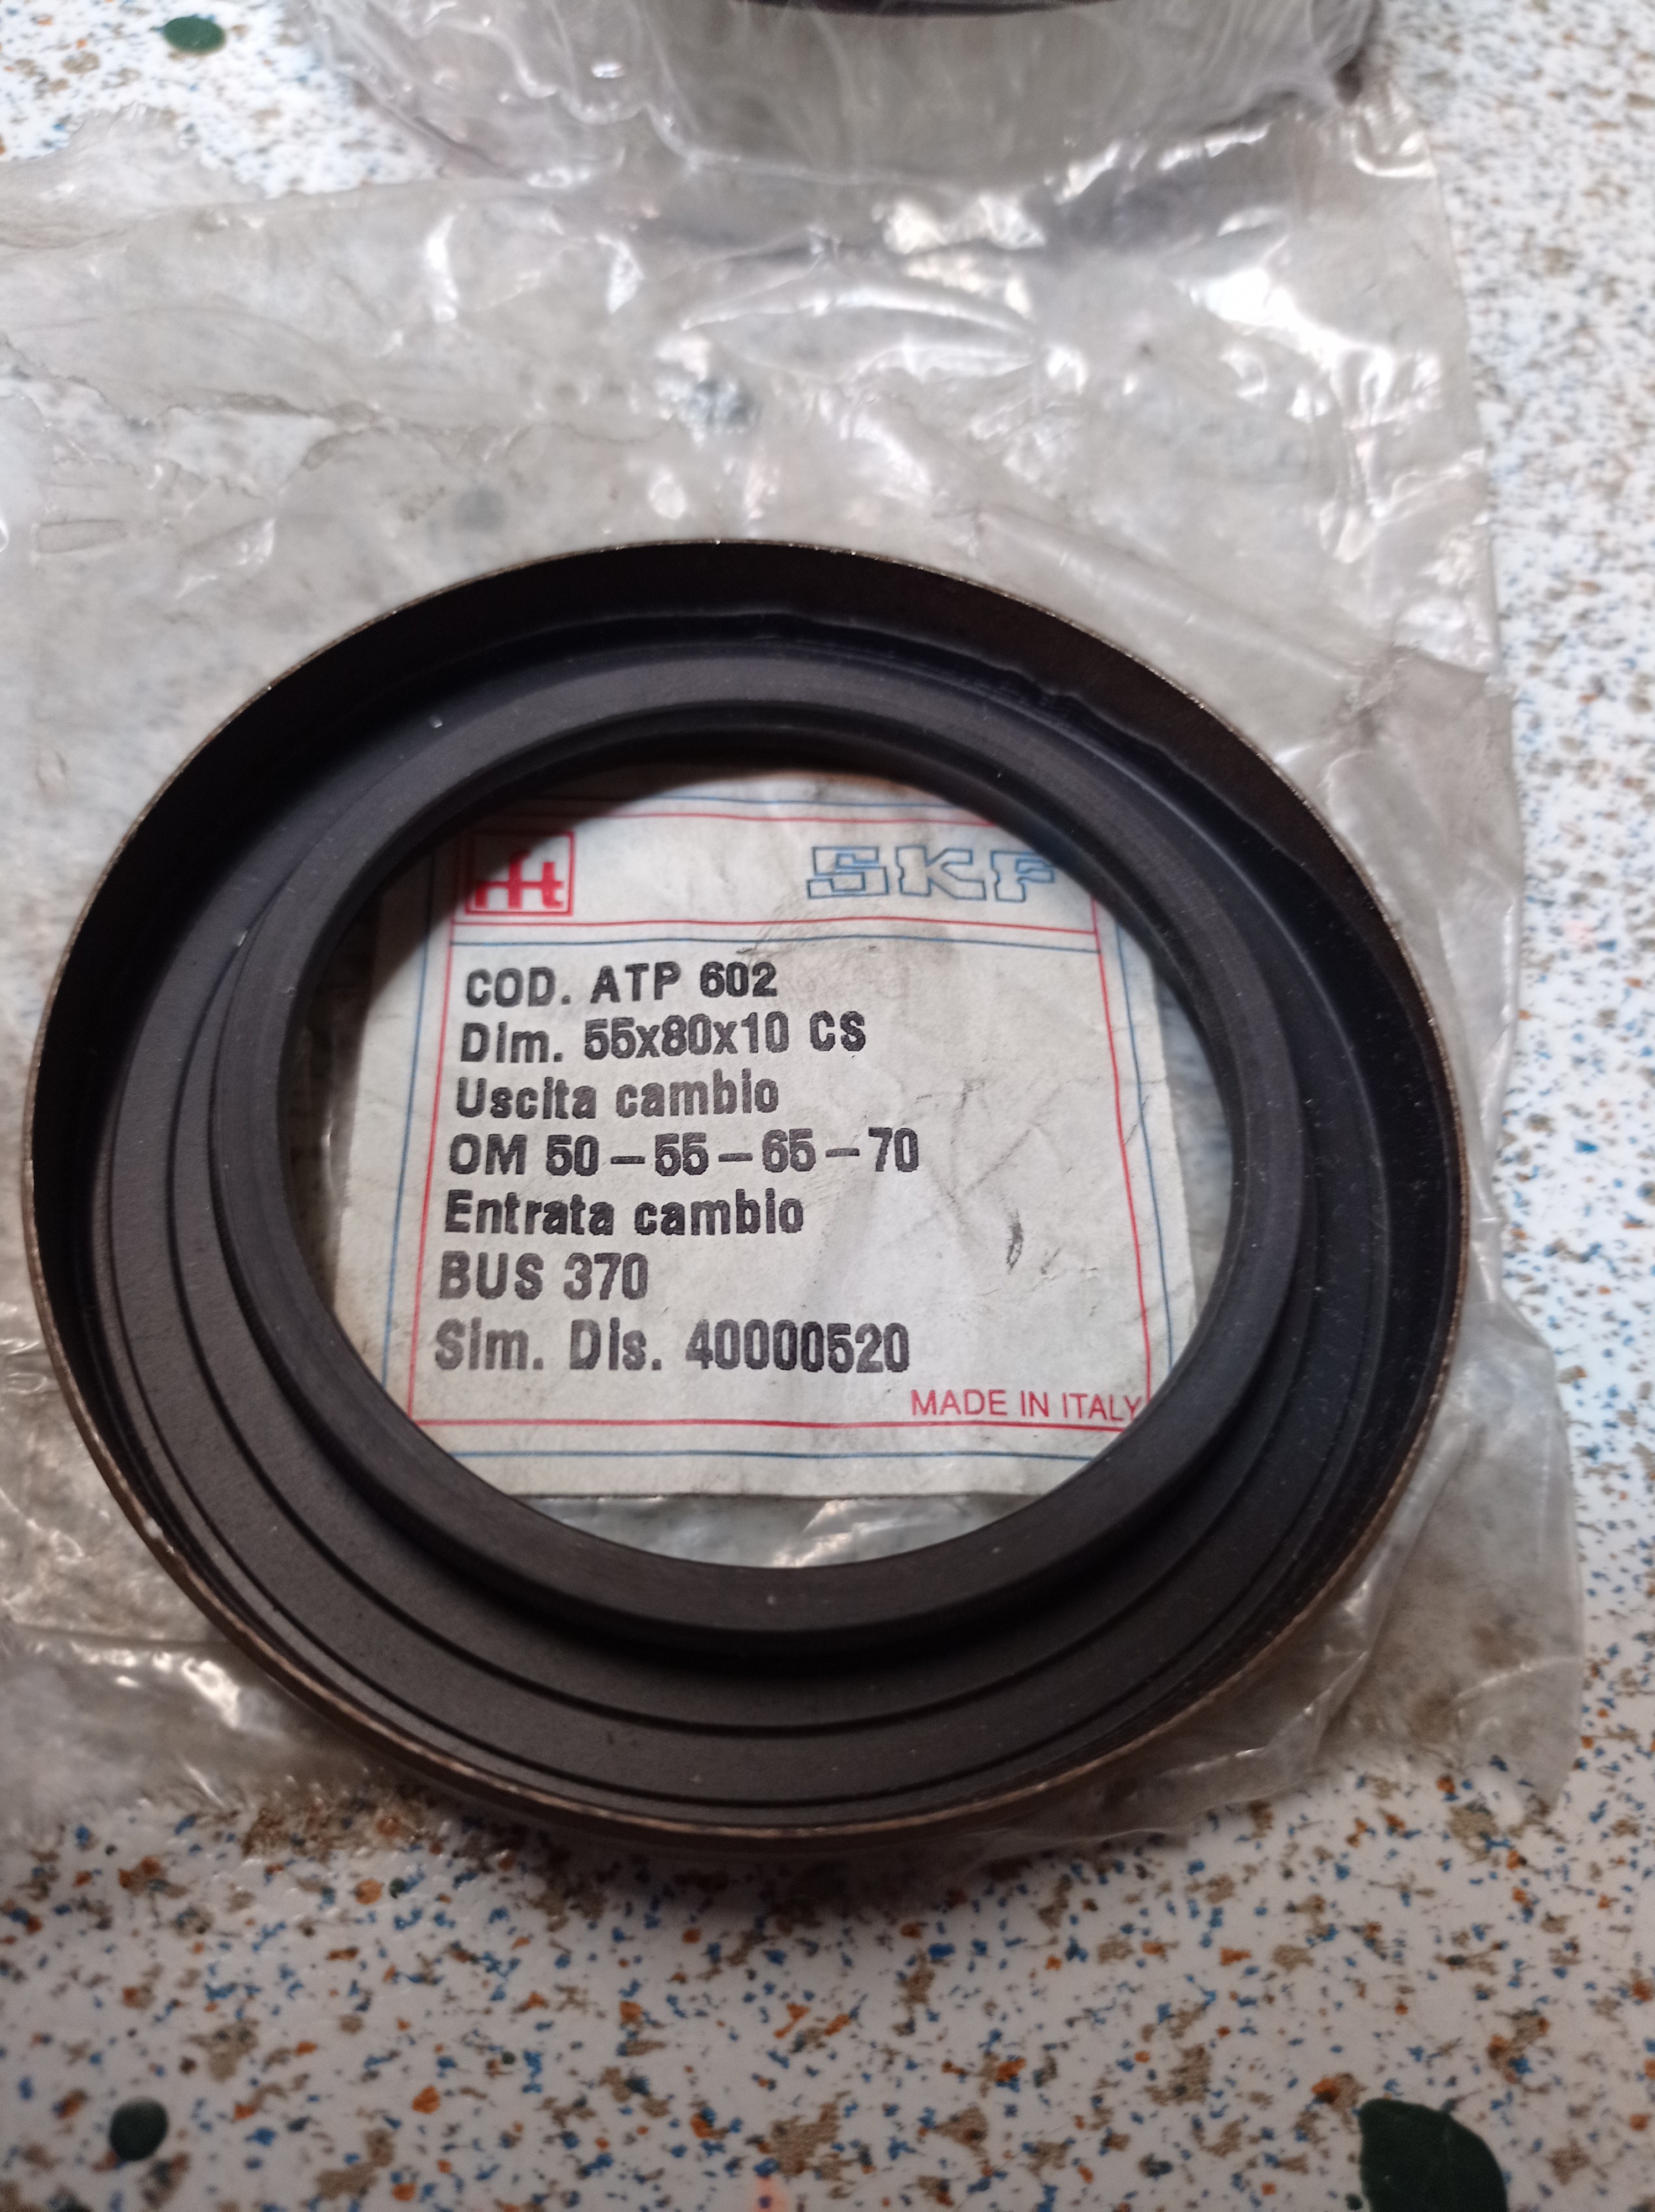 rft SKF
COD. ATP 602
Dim. 55x80x10 CS
Uscita cambio
OM 50-55-65-70
Entrata cambio
BUS 370
Sim. Dis. 40000520
MADE IN ITALY